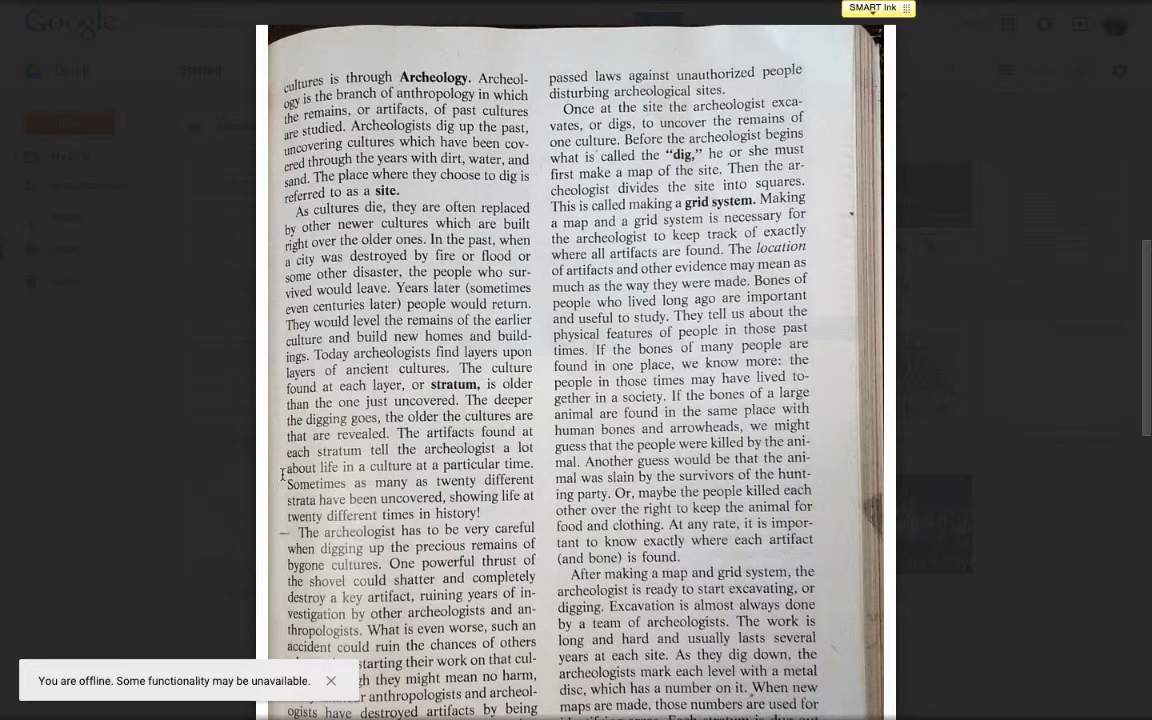 SMART Ink
Google
cultures is through Archeology. Archeol-
ogy is the branch of anthropology in which
the remains, or artifacts, of past cultures
are studied. Archeologists dig up the past,
uncovering cultures which have been cov-
ered through the years with dirt, water, and
sand. The place where they choose to dig is
referred to as a site.
As cultures die, they are often replaced
by other newer cultures which are built
right over the older ones. In the past, when
a city was destroyed by fire or flood or
some other disaster, the people who sur-
vived would leave. Years later (sometimes
even centuries later) people would return.
They would level the remains of the earlier
culture and build new homes and build-
ings. Today archeologists find layers upon
layers of ancient cultures. The culture
found at each layer, or stratum, is older
than the one just uncovered. The deeper
the digging goes, the older the cultures are
that are revealed. The artifacts found at
each stratum tell the archeologist a lot
about life in a culture at a particular time.
Sometimes as many as twenty different
strata have been uncovered, showing life at
twenty different times in history!
The archeologist has to be very careful
when digging up the precious remains of
bygone cultures. One powerful thrust of
the shovel could shatter and completely
destroy a key artifact, ruining years of in-
vestigation by other archeologists and an-
thropologists. What is even worse, such an
accident could ruin the chances of others
starting their work on that cul-
they might mean no harm,
anthropologists and archeol-
ogists have destroyed artifacts by being
passed laws against unauthorized people
disturbing archeological sites.
Once at the site the archeologist exca-
vates, or digs, to uncover the remains of
one culture. Before the archeologist begins
what is called the “dig,” he or she must
first make a map of the site. Then the ar-
cheologist divides the site into squares.
This is called making a grid system. Making
a map and a grid system is necessary for
the archeologist to keep track of exactly
where all artifacts are found. The location
of artifacts and other evidence may mean as
much as the way they were made. Bones of
people who lived long ago are important
and useful to study. They tell us about the
physical features of people in those past
times. If the bones of many people are
found in one place, we know more: the
people in those times may have lived to-
gether in a society. If the bones of a large
animal are found in the same place with
human bones and arrowheads, we might
guess that the people were killed by the ani-
mal. Another guess would be that the ani-
mal was slain by the survivors of the hunt-
ing party. Or, maybe the people killed each
other over the right to keep the animal for
food and clothing. At any rate, it is impor-
tant to know exactly where each artifact
(and bone) is found.
After making a map and grid system, the
archeologist is ready to start excavating, or
digging. Excavation is almost always done
by a team of archeologists. The work is
long and hard and usually lasts several
years at each site. As they dig down, the
archeologists mark each level with a metal
disc, which has a number on it. When new
maps are made, those numbers are used for
You are offline. Some functionality may be unavailable.